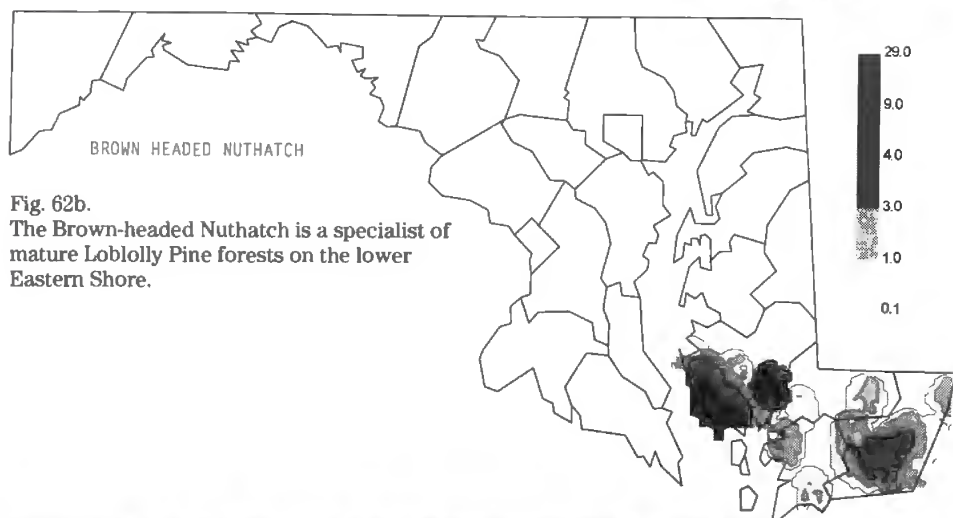 BROWN HEADED NUTHATCH
Fig. 62b.
The Brown-headed Nuthatch is a specialist of
mature Loblolly Pine forests on the lower
Eastern Shore.
29.0
9.0
4.0
3.0
1.0
0.1